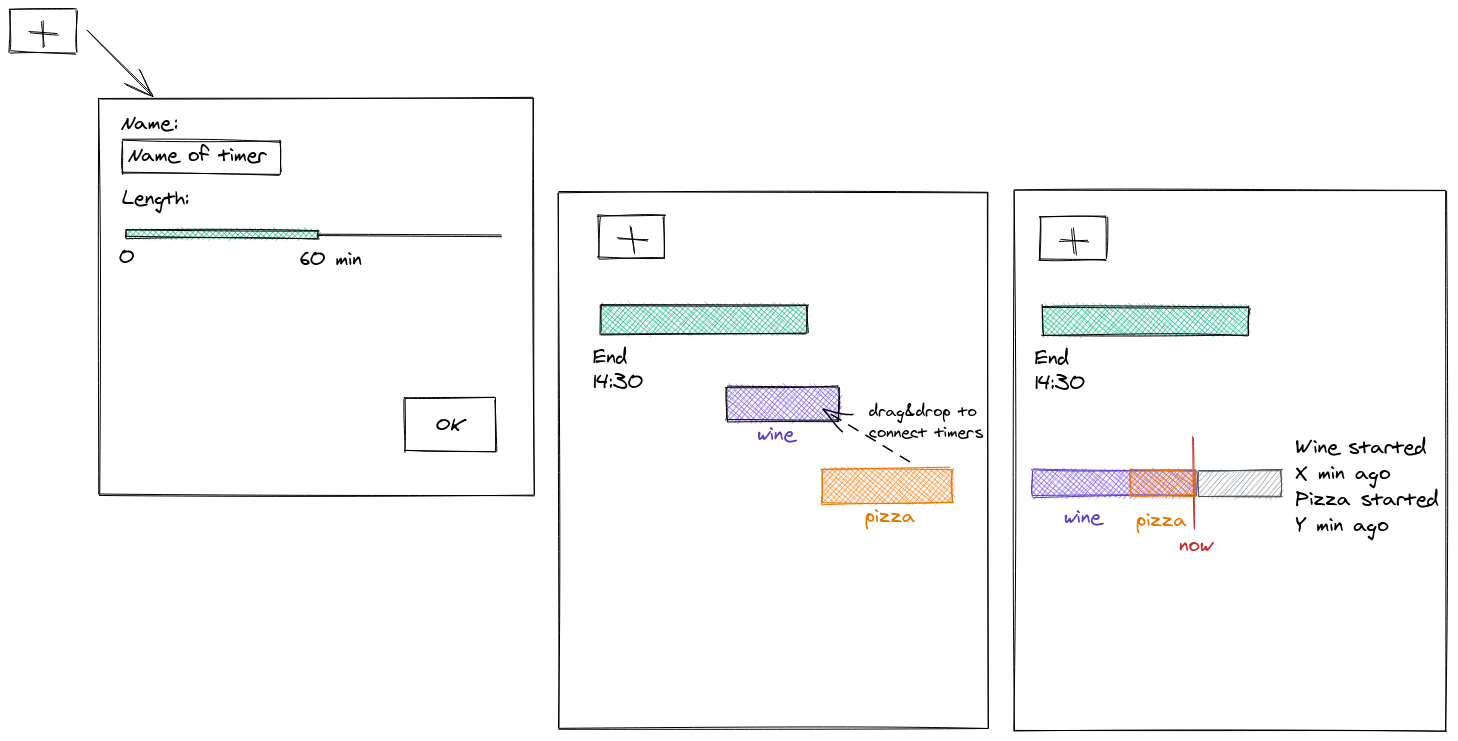 +
Name:
Name of timer
Length:
0
60 min
OK
+
End
14:30
wine
drag&drop to
connect timers
pizza
+
End
14:30
wine
pizza
now
Wine started
X min ago
Pizza started
Y min ago